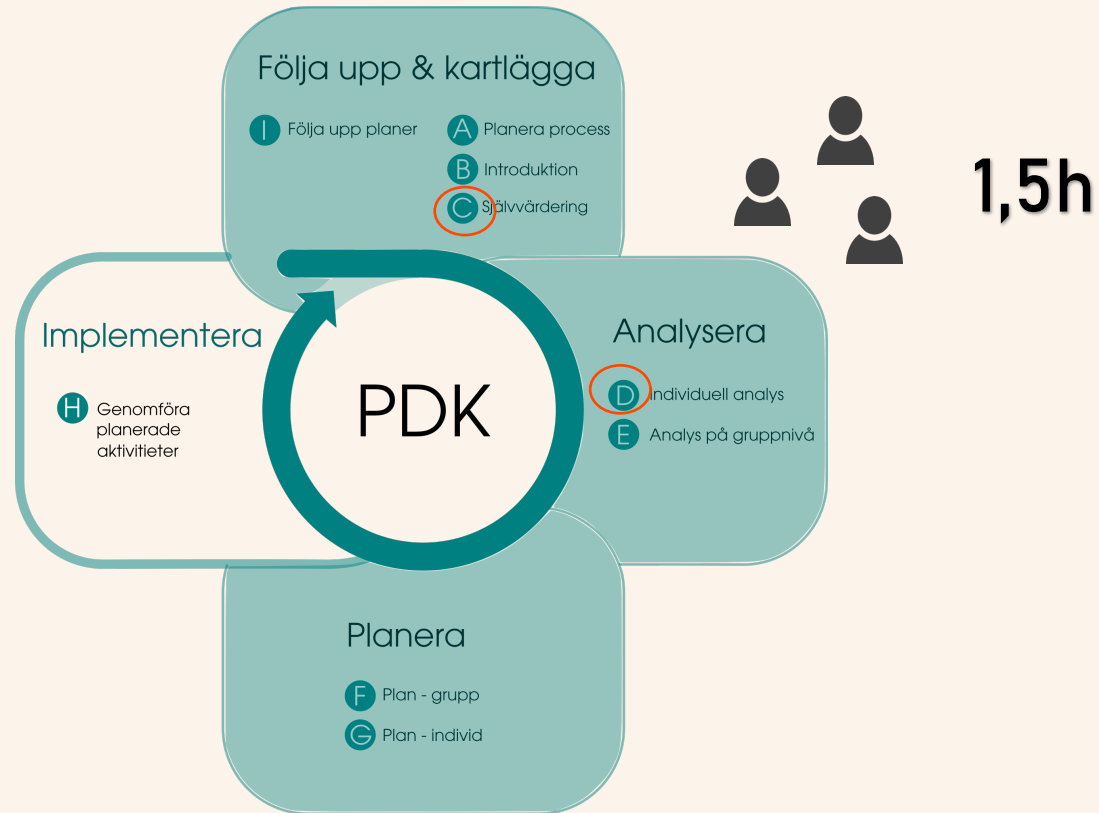 Följa upp & kartlägga
I Följa upp planer
A Planera process
B Introduktion
C Självvärdering
1,5h
Implementera
H Genomföra
planerade
aktivitieter
PDK
Analysera
D Individuell analys
E Analys på gruppnivå
Planera
F Plan - grupp
G Plan - individ